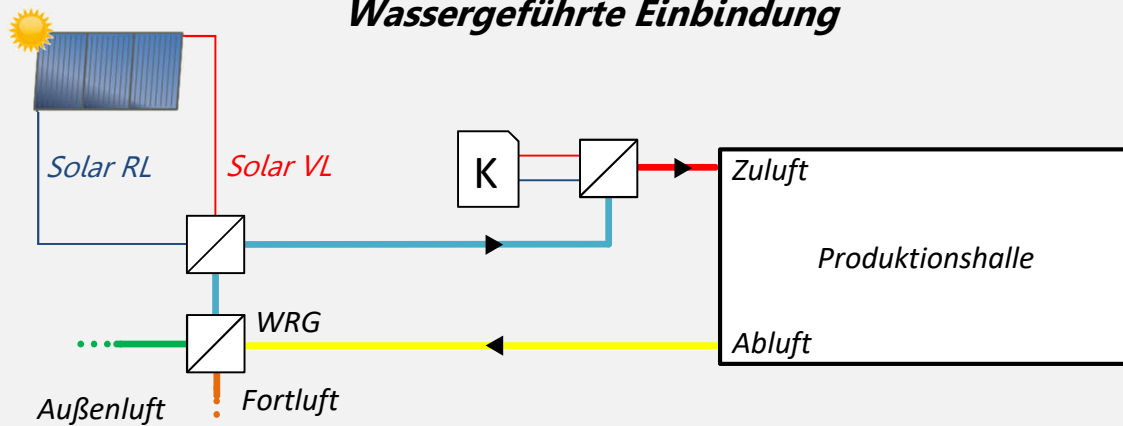 Wassergeführte Einbindung
Solar RL
Solar VL
K
Zuluft
Produktionshalle
WRG
Abluft
Außenluft
Fortluft